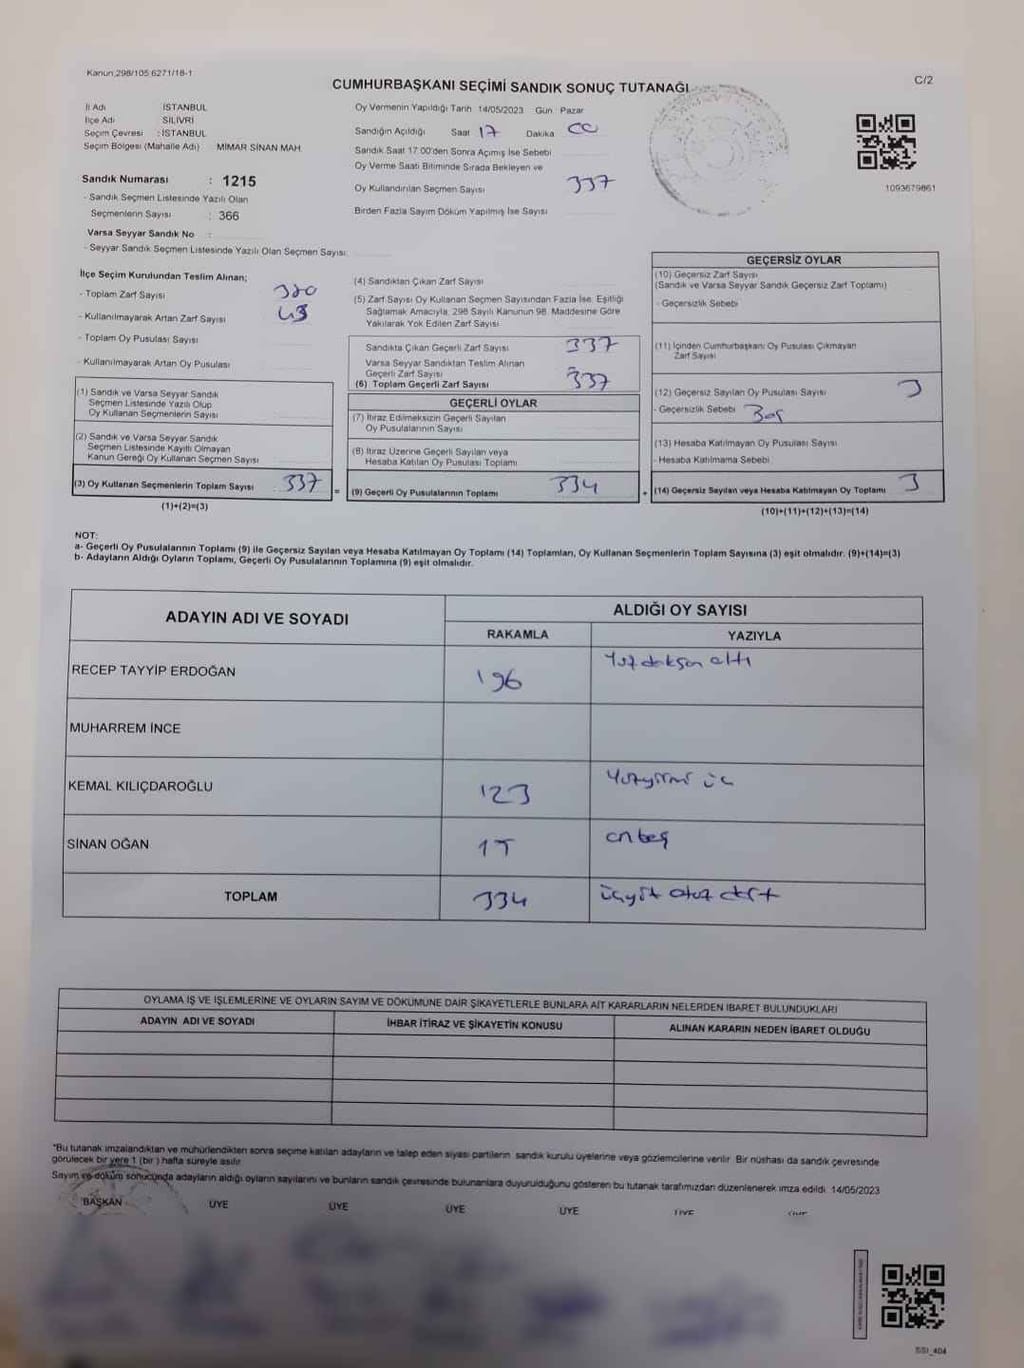 Kanun;298/105 6271/18-1
C/2
CUMHURBAŞKANI SEÇİMİ SANDIK SONUÇ TUTANAĞI
İl Adı İSTANBUL
İlçe Adı SİLİVRİ
Seçim Çevresi : İSTANBUL
Seçim Bölgesi (Mahalle Adı) MİMAR SİNAN MAH.
Sandık Numarası : 1215
- Sandık Seçmen Listesinde Yazılı Olan
Seçmenlerin Sayısı : 366
Varsa Seyyar Sandık No :
- Seyyar Sandık Seçmen Listesinde Yazılı Olan Seçmen Sayısı:
Oy Vermenin Yapıldığı Tarih 14/05/2023 Gün : Pazar
Sandığın Açıldığı Saat 17 Dakika 00
Sandık Saat 17:00'den Sonra Açımış İse Sebebi
Oy Verme Saati Bitiminde Sırada Bekleyen ve
Oy Kullandırılan Seçmen Sayısı 337
Birden Fazla Sayım Döküm Yapılmış İse Sayısı
1093679861
İlçe Seçim Kurulundan Teslim Alınan;
- Toplam Zarf Sayısı 380
- Kullanılmayarak Artan Zarf Sayısı 43
- Toplam Oy Pusulası Sayısı
- Kullanılmayarak Artan Oy Pusulası
(1) Sandık ve Varsa Seyyar Sandık
Seçmen Listesinde Yazılı Olup
Oy Kullanan Seçmenlerin Sayısı
(2) Sandık ve Varsa Seyyar Sandık
Seçmen Listesinde Kayıtlı Olmayan
Kanun Gereği Oy Kullanan Seçmen Sayısı
(3) Oy Kullanan Seçmenlerin Toplam Sayısı 337 =
(1)+(2)=(3)
(4) Sandıktan Çıkan Zarf Sayısı
(5) Zarf Sayısı Oy Kullanan Seçmen Sayısından Fazla İse, Eşitliği
Sağlamak Amacıyla, 298 Sayılı Kanunun 98. Maddesine Göre
Yakılarak Yok Edilen Zarf Sayısı
Sandıkta Çıkan Geçerli Zarf Sayısı 337
Varsa Seyyar Sandıktan Teslim Alınan
Geçerli Zarf Sayısı
(6) Toplam Geçerli Zarf Sayısı 337
GEÇERLİ OYLAR
(7) İtiraz Edilmeksizin Geçerli Sayılan
Oy Pusulalarının Sayısı
(8) İtiraz Üzerine Geçerli Sayılan veya
Hesaba Katılan Oy Pusulası Toplamı
(9) Geçerli Oy Pusulalarının Toplamı 334 +
GEÇERSİZ OYLAR
(10) Geçersiz Zarf Sayısı
(Sandık ve Varsa Seyyar Sandık Geçersiz Zarf Toplamı)
- Geçersizlik Sebebi
(11) İçinden Cumhurbaşkanı Oy Pusulası Çıkmayan
Zarf Sayısı
(12) Geçersiz Sayılan Oy Pusulası Sayısı 3
- Geçersizlik Sebebi Boş
(13) Hesaba Katılmayan Oy Pusulası Sayısı
- Hesaba Katılmama Sebebi
(14) Geçersiz Sayılan veya Hesaba Katılmayan Oy Toplamı 3
(10)+(11)+(12)+(13)=(14)
NOT:
a- Geçerli Oy Pusulalarının Toplamı (9) ile Geçersiz Sayılan veya Hesaba Katılmayan Oy Toplamı (14) Toplamları, Oy Kullanan Seçmenlerin Toplam Sayısına (3) eşit olmalıdır. (9)+(14)=(3)
b- Adayların Aldığı Oyların Toplamı, Geçerli Oy Pusulalarının Toplamına (9) eşit olmalıdır.
ADAYIN ADI VE SOYADI
ALDIĞI OY SAYISI
RAKAMLA YAZIYLA
RECEP TAYYİP ERDOĞAN 196 Yüzdoksan altı
MUHARREM İNCE
KEMAL KILIÇDAROĞLU 123 Yüzyirmi üç
SİNAN OĞAN 15 onbeş
TOPLAM 334 üçyüz otuz dört
OYLAMA İŞ VE İŞLEMLERİNE VE OYLARIN SAYIM VE DÖKÜMÜNE DAİR ŞİKAYETLERLE BUNLARA AİT KARARLARIN NELERDEN İBARET BULUNDUKLARI
ADAYIN ADI VE SOYADI İHBAR İTİRAZ VE ŞİKAYETİN KONUSU ALINAN KARARIN NEDEN İBARET OLDUĞU
*Bu tutanak imzalandıktan ve mühürlendikten sonra seçime katılan adayların ve talep eden siyasi partilerin sandık kurulu üyelerine veya gözlemcilerine verilir. Bir nüshası da sandık çevresinde
görülecek bir yere 1 (bir ) hafta süreyle asılır.
Sayım ve döküm sonucunda adayların aldığı oyların sayılarını ve bunların sandık çevresinde bulunanlara duyurulduğunu gösteren bu tutanak tarafımızdan düzenlenerek imza edildi. 14/05/2023
BAŞKAN ÜYE ÜYE ÜYE ÜYE ÜYE
SSI_404